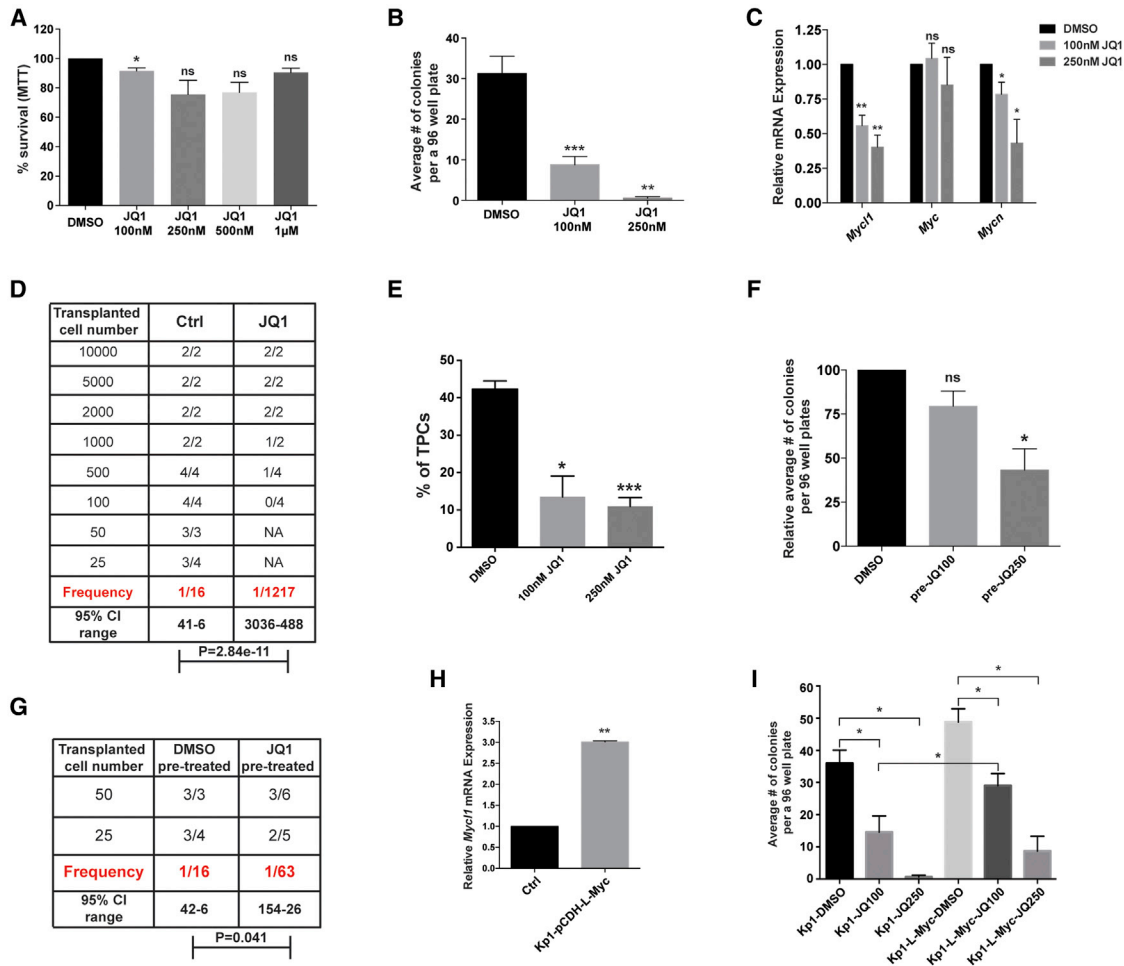 A
% survival (MTT)
120
100
80
60
40
20
0
*
ns
ns
ns
DMSO
JQ1
100nM
JQ1
250nM
JQ1
500nM
JQ1
1µM
B
Average # of colonies
per a 96 well plate
40
30
20
10
0
***
**
DMSO
JQ1
100nM
JQ1
250nM
C
Relative mRNA Expression
1.25
1.00
0.75
0.50
0.25
0.00
**
**
ns
ns
*
*
Mycl1
Myc
Mycn
DMSO
100nM JQ1
250nM JQ1
D
Transplanted cell number Ctrl JQ1
10000 2/2 2/2
5000 2/2 2/2
2000 2/2 2/2
1000 2/2 1/2
500 4/4 1/4
100 4/4 0/4
50 3/3 NA
25 3/4 NA
Frequency 1/16 1/1217
95% CI range 41-6 3036-488
P=2.84e-11
E
% of TPCs
50
40
30
20
10
0
*
***
DMSO
100nM JQ1
250nM JQ1
F
Relative average # of colonies
per 96 well plates
100
75
50
25
0
ns
*
DMSO
pre-JQ100
pre-JQ250
G
Transplanted cell number DMSO pre-treated JQ1 pre-treated
50 3/3 3/6
25 3/4 2/5
Frequency 1/16 1/63
95% CI range 42-6 154-26
P=0.041
H
Relative Mycl1 mRNA Expression
3.5
3.0
2.5
2.0
1.5
1.0
0.5
0.0
**
Ctrl
Kp1-pCDH-L-Myc
I
Average # of colonies
per a 96 well plate
60
50
40
30
20
10
0
*
*
*
*
*
Kp1-DMSO
Kp1-JQ100
Kp1-JQ250
Kp1-L-Myc-DMSO
Kp1-L-Myc-JQ100
Kp1-L-Myc-JQ250